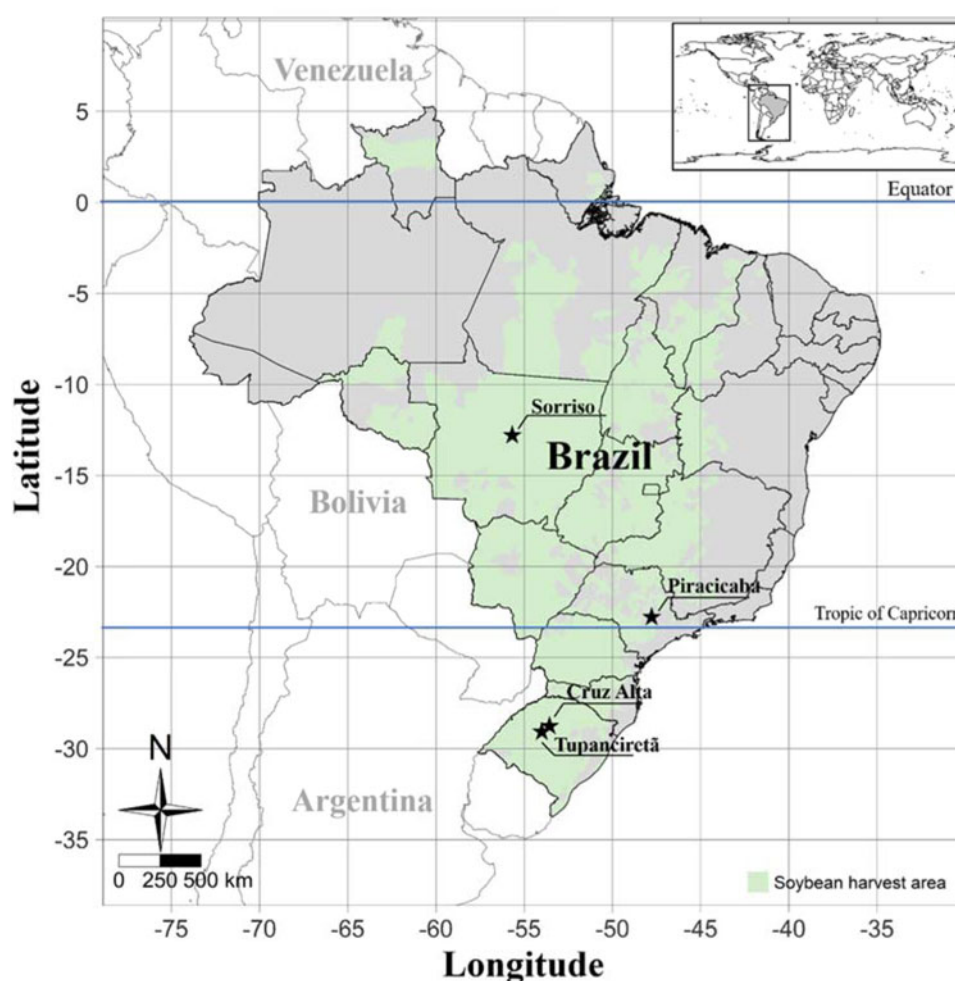 Venezuela
5
Equator
0
-5
-10
Sorriso
Brazil
-15
Bolivia
-20
Piracicaba
Tropic of Capricorn
-25
Cruz Alta
Tupanciretã
-30
N
Argentina
-35
0 250 500 km
Soybean harvest area
-75 -70 -65 -60 -55 -50 -45 -40 -35
Latitude
Longitude